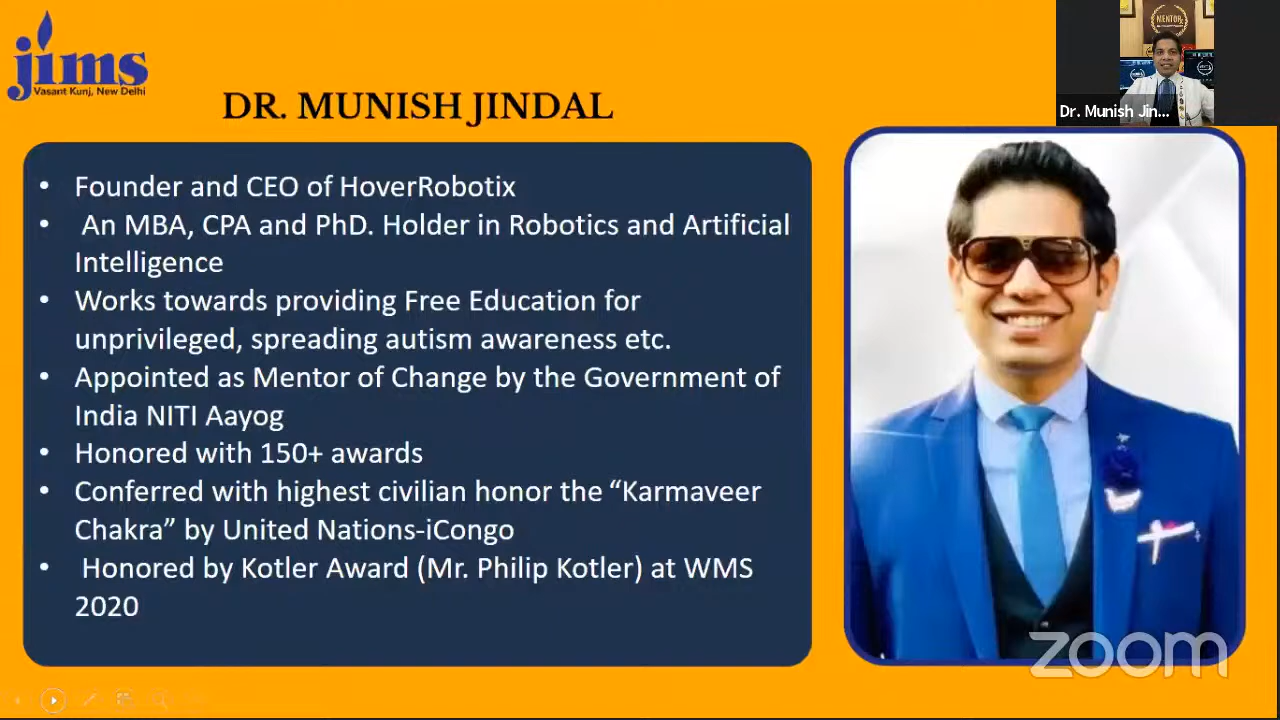 jims
Vasant Kunj, New Delhi
DR. MUNISH JINDAL
MENTOR
Dr. Munish Jin...
• Founder and CEO of HoverRobotix
• An MBA, CPA and PhD. Holder in Robotics and Artificial
Intelligence
• Works towards providing Free Education for
unprivileged, spreading autism awareness etc.
• Appointed as Mentor of Change by the Government of
India NITI Aayog
• Honored with 150+ awards
• Conferred with highest civilian honor the “Karmaveer
Chakra” by United Nations-iCongo
• Honored by Kotler Award (Mr. Philip Kotler) at WMS
2020
zoom